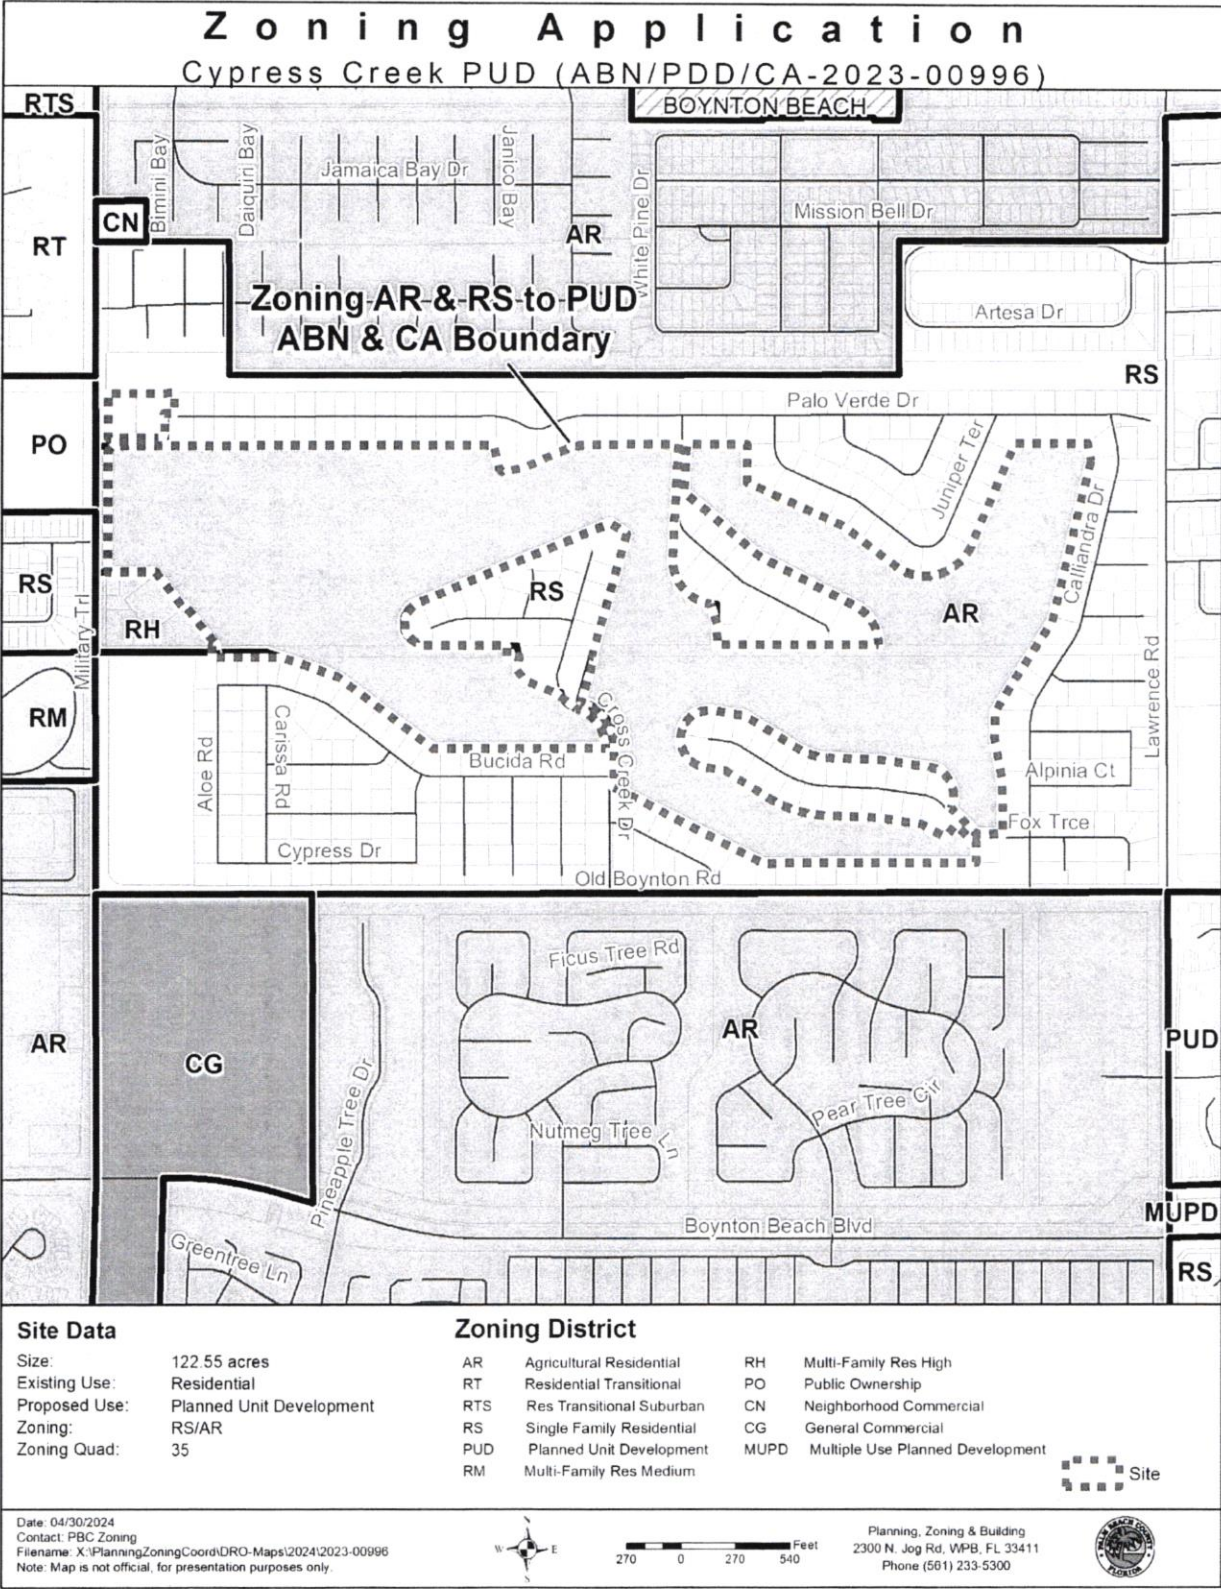 Zoning Application
Cypress Creek PUD (ABN/PDD/CA-2023-00996)
RTS
BOYNTON BEACH
Bimini Bay
Daiquiri Bay
Jamaica Bay Dr
Janico Bay
White Pine Dr
Mission Bell Dr
CN
RT
AR
Zoning AR & RS to PUD
ABN & CA Boundary
Artesa Dr
RS
Palo Verde Dr
PO
Juniper Ter
Calliandra Dr
RS
RS
AR
RH
Military Trl
Lawrence Rd
RM
Aloe Rd
Carissa Rd
Cross Creek Dr
Bucida Rd
Alpinia Ct
Fox Trce
Cypress Dr
Old Boynton Rd
Ficus Tree Rd
AR
AR
CG
PUD
Pineapple Tree Dr
Pear Tree Cir
Nutmeg Tree Ln
MUPD
Boynton Beach Blvd
Greentree Ln
RS
Site Data
Size: 122.55 acres
Existing Use: Residential
Proposed Use: Planned Unit Development
Zoning: RS/AR
Zoning Quad: 35
Zoning District
AR Agricultural Residential
RT Residential Transitional
RTS Res Transitional Suburban
RS Single Family Residential
PUD Planned Unit Development
RM Multi-Family Res Medium
RH Multi-Family Res High
PO Public Ownership
CN Neighborhood Commercial
CG General Commercial
MUPD Multiple Use Planned Development
Site
Date: 04/30/2024
Contact: PBC Zoning
Filename: X:\PlanningZoningCoord\DRO-Maps\2024\2023-00996
Note: Map is not official, for presentation purposes only.
N
W E
S
270 0 270 540 Feet
Planning, Zoning & Building
2300 N. Jog Rd, WPB, FL 33411
Phone (561) 233-5300
PALM BEACH COUNTY
FLORIDA